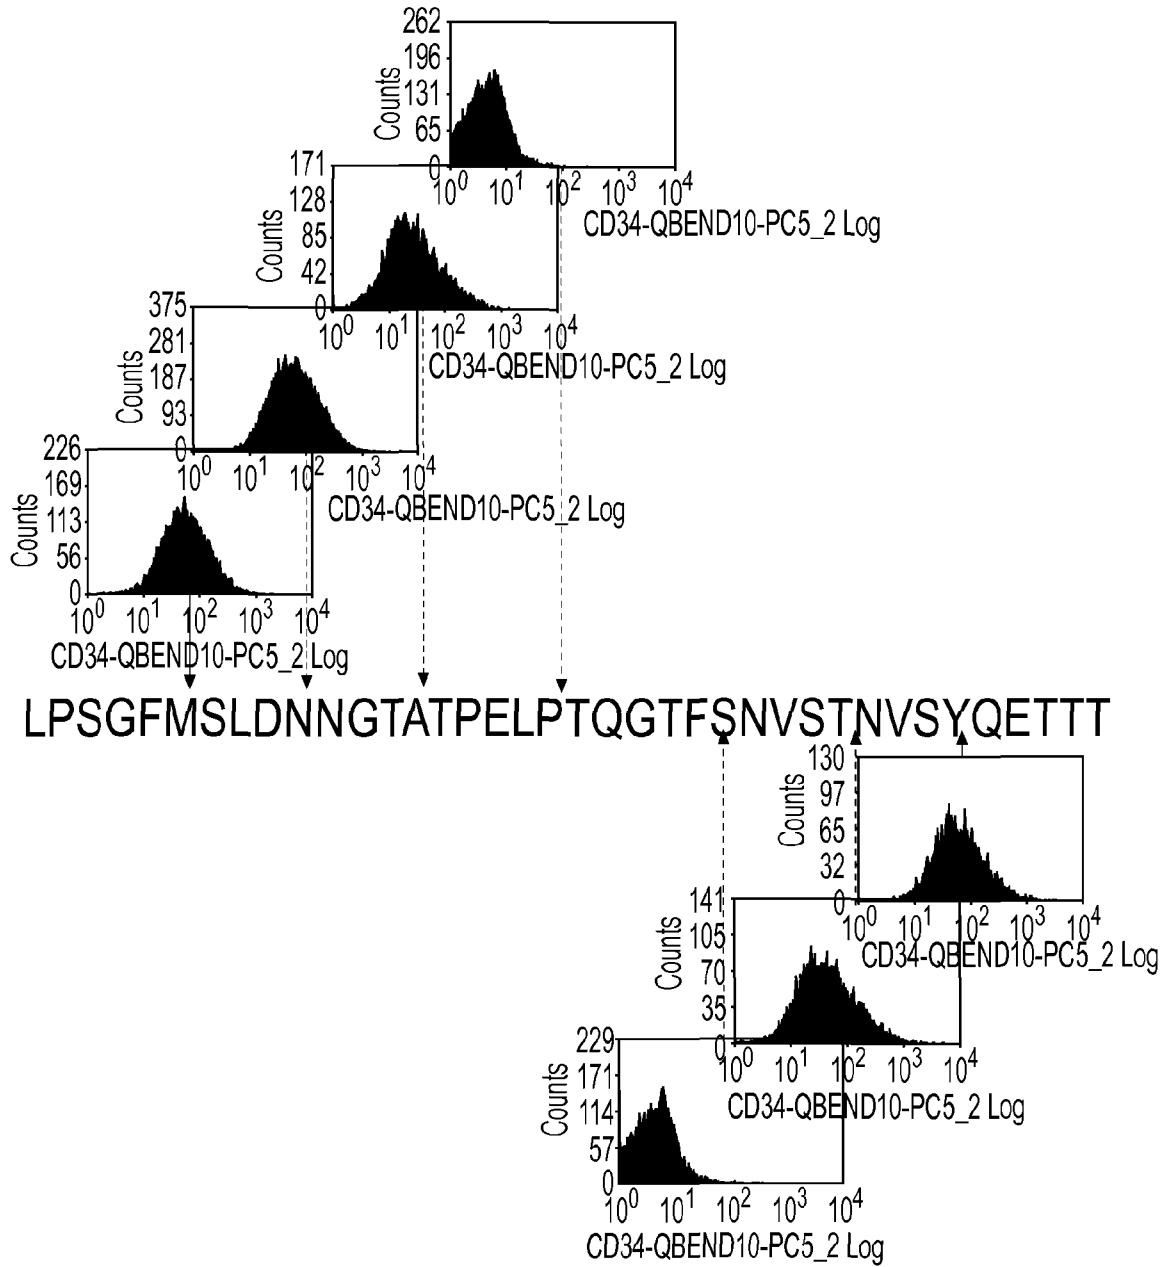 262
196
131
65
0
Counts
10^0 10^1 10^2 10^3 10^4
CD34-QBEND10-PC5_2 Log
171
128
85
42
0
Counts
10^0 10^1 10^2 10^3 10^4
CD34-QBEND10-PC5_2 Log
375
281
187
93
0
Counts
10^0 10^1 10^2 10^3 10^4
CD34-QBEND10-PC5_2 Log
226
169
113
56
0
Counts
10^0 10^1 10^2 10^3 10^4
CD34-QBEND10-PC5_2 Log
LPSGFMSLDNNGTATPELPTQGTFSNVSTNVSYQETTT
130
97
65
32
0
Counts
10^0 10^1 10^2 10^3 10^4
CD34-QBEND10-PC5_2 Log
141
105
70
35
0
Counts
10^0 10^1 10^2 10^3 10^4
CD34-QBEND10-PC5_2 Log
229
171
114
57
0
Counts
10^0 10^1 10^2 10^3 10^4
CD34-QBEND10-PC5_2 Log